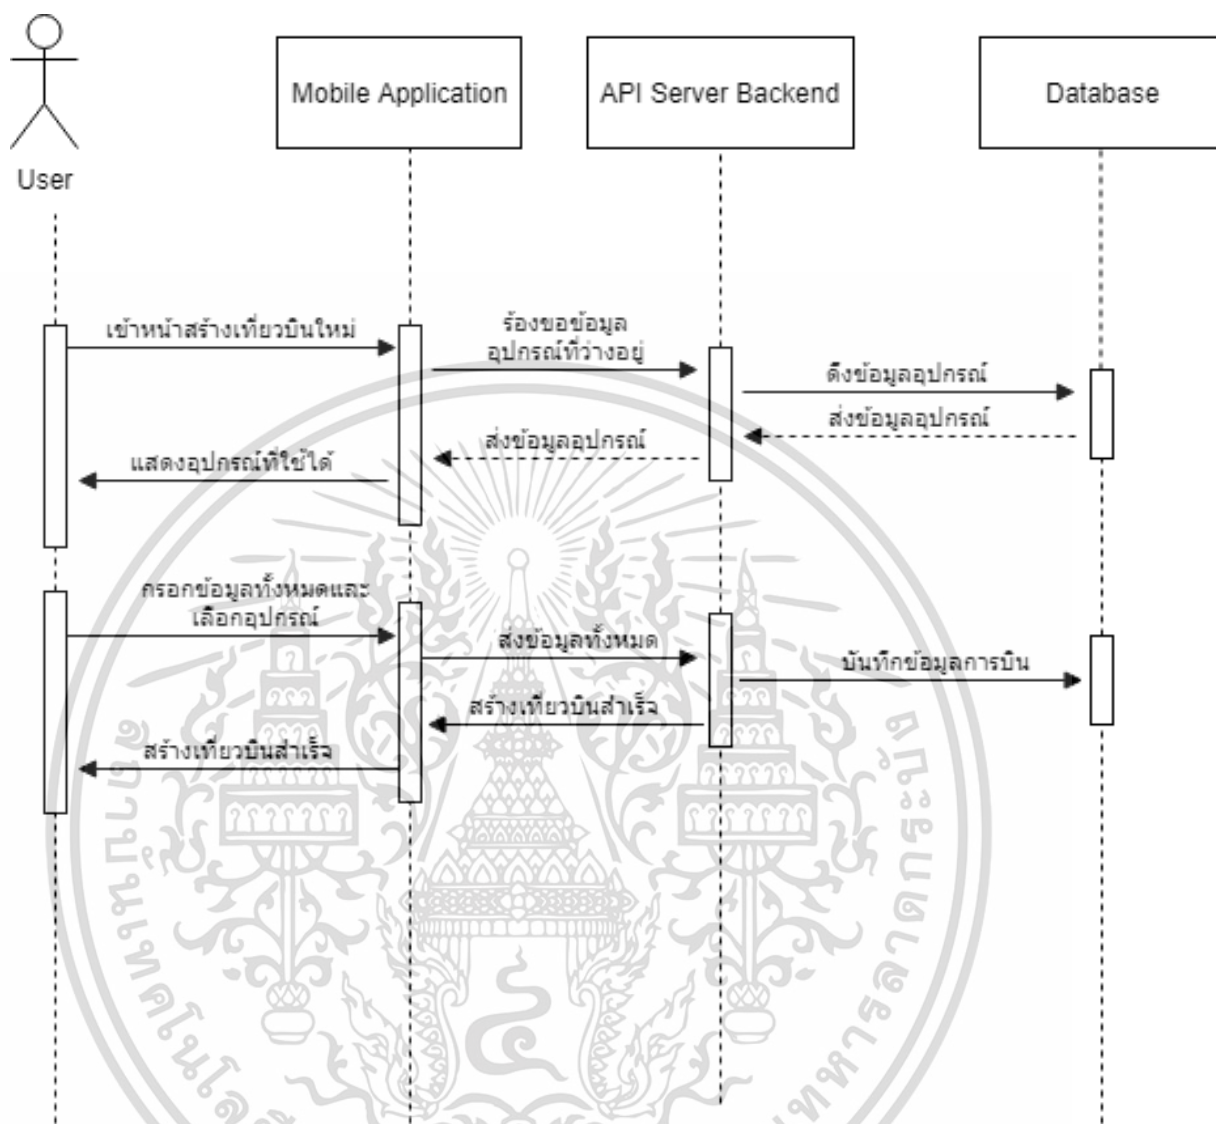 User
Mobile Application
API Server Backend
Database
เข้าหน้าสร้างเที่ยวบินใหม่
ร้องขอข้อมูล
อุปกรณ์ที่ว่างอยู่
ดึงข้อมูลอุปกรณ์
ส่งข้อมูลอุปกรณ์
ส่งข้อมูลอุปกรณ์
แสดงอุปกรณ์ที่ใช้ได้
กรอกข้อมูลทั้งหมดและ
เลือกอุปกรณ์
ส่งข้อมูลทั้งหมด
บันทึกข้อมูลการบิน
สร้างเที่ยวบินสำเร็จ
สร้างเที่ยวบินสำเร็จ